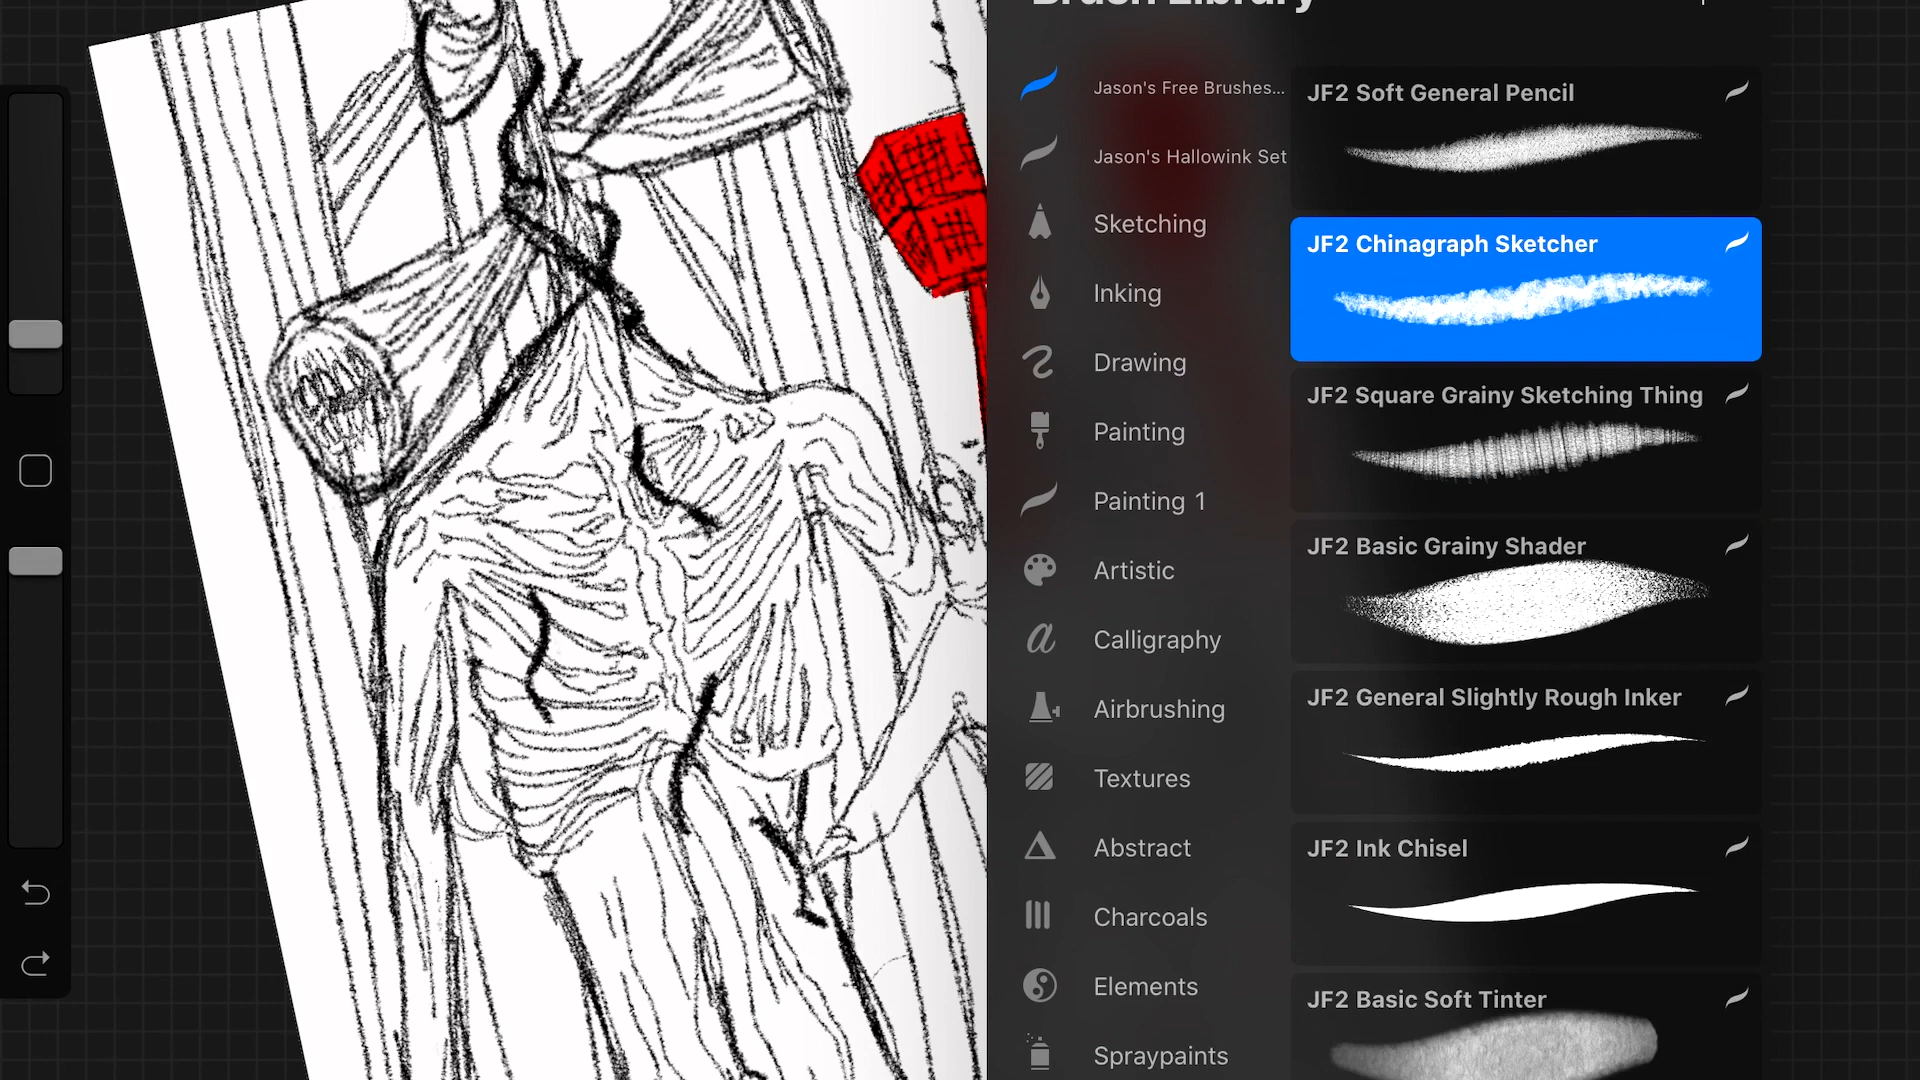 Brush Library
Jason's Free Brushes...
Jason's Hallowink Set
Sketching
Inking
Drawing
Painting
Painting 1
Artistic
Calligraphy
Airbrushing
Textures
Abstract
Charcoals
Elements
Spraypaints
JF2 Soft General Pencil
JF2 Chinagraph Sketcher
JF2 Square Grainy Sketching Thing
JF2 Basic Grainy Shader
JF2 General Slightly Rough Inker
JF2 Ink Chisel
JF2 Basic Soft Tinter